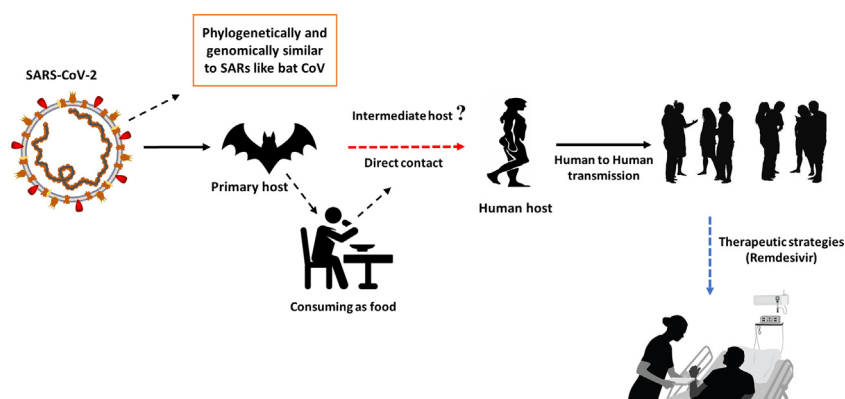 Phylogenetically and
genomically similar
to SARs like bat CoV
SARS-CoV-2
Intermediate host ?
Direct contact
Primary host
Human host
Human to Human
transmission
Consuming as food
Therapeutic strategies
(Remdesivir)